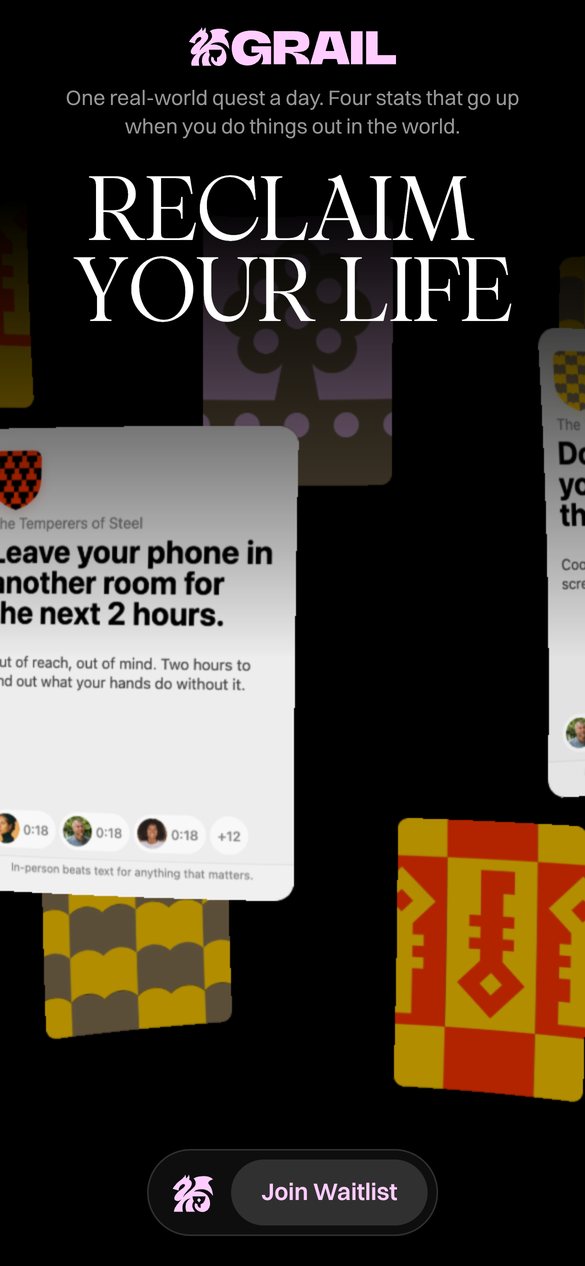 GRAIL
One real-world quest a day. Four stats that go up
when you do things out in the world.
RECLAIM
YOUR LIFE
The
he Temperers of Steel
Leave your phone in
another room for
the next 2 hours.
ut of reach, out of mind. Two hours to
nd out what your hands do without it.
0:18
0:18
0:18
+12
In-person beats text for anything that matters.
Do
yo
th
scre
Join Waitlist